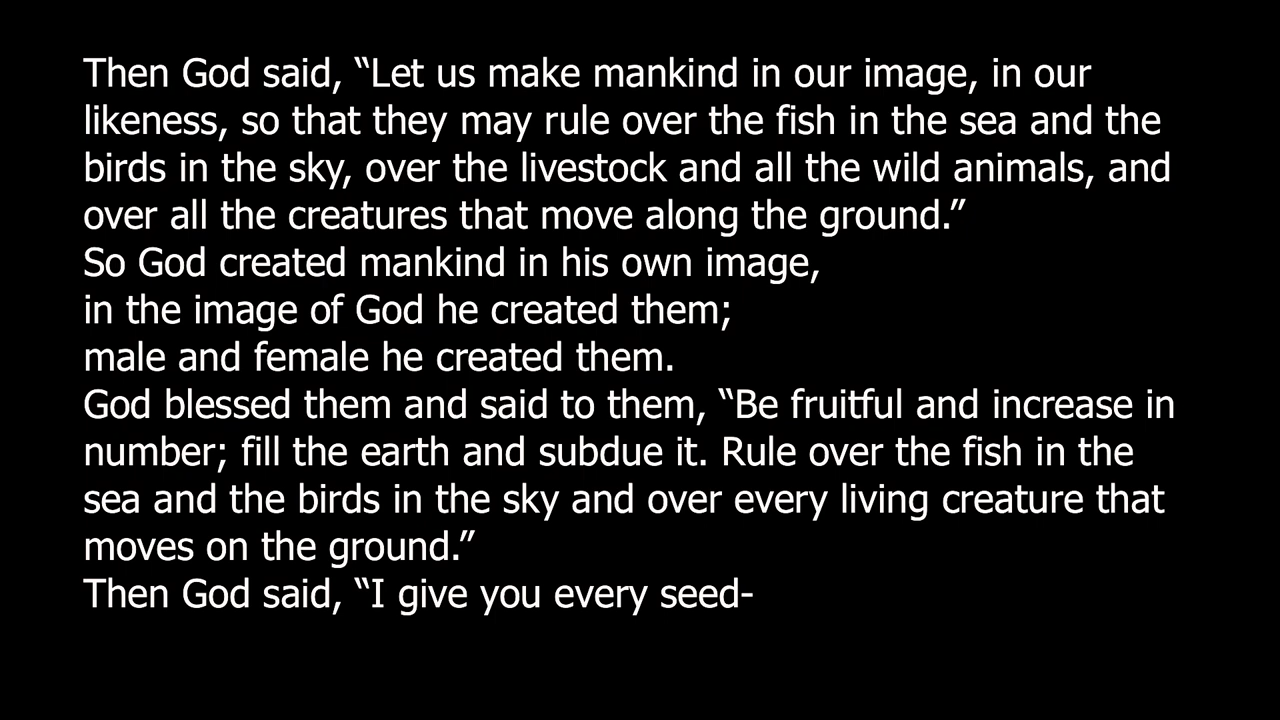 Then God said, “Let us make mankind in our image, in our
likeness, so that they may rule over the fish in the sea and the
birds in the sky, over the livestock and all the wild animals, and
over all the creatures that move along the ground.”
So God created mankind in his own image,
in the image of God he created them;
male and female he created them.
God blessed them and said to them, “Be fruitful and increase in
number; fill the earth and subdue it. Rule over the fish in the
sea and the birds in the sky and over every living creature that
moves on the ground.”
Then God said, “I give you every seed-